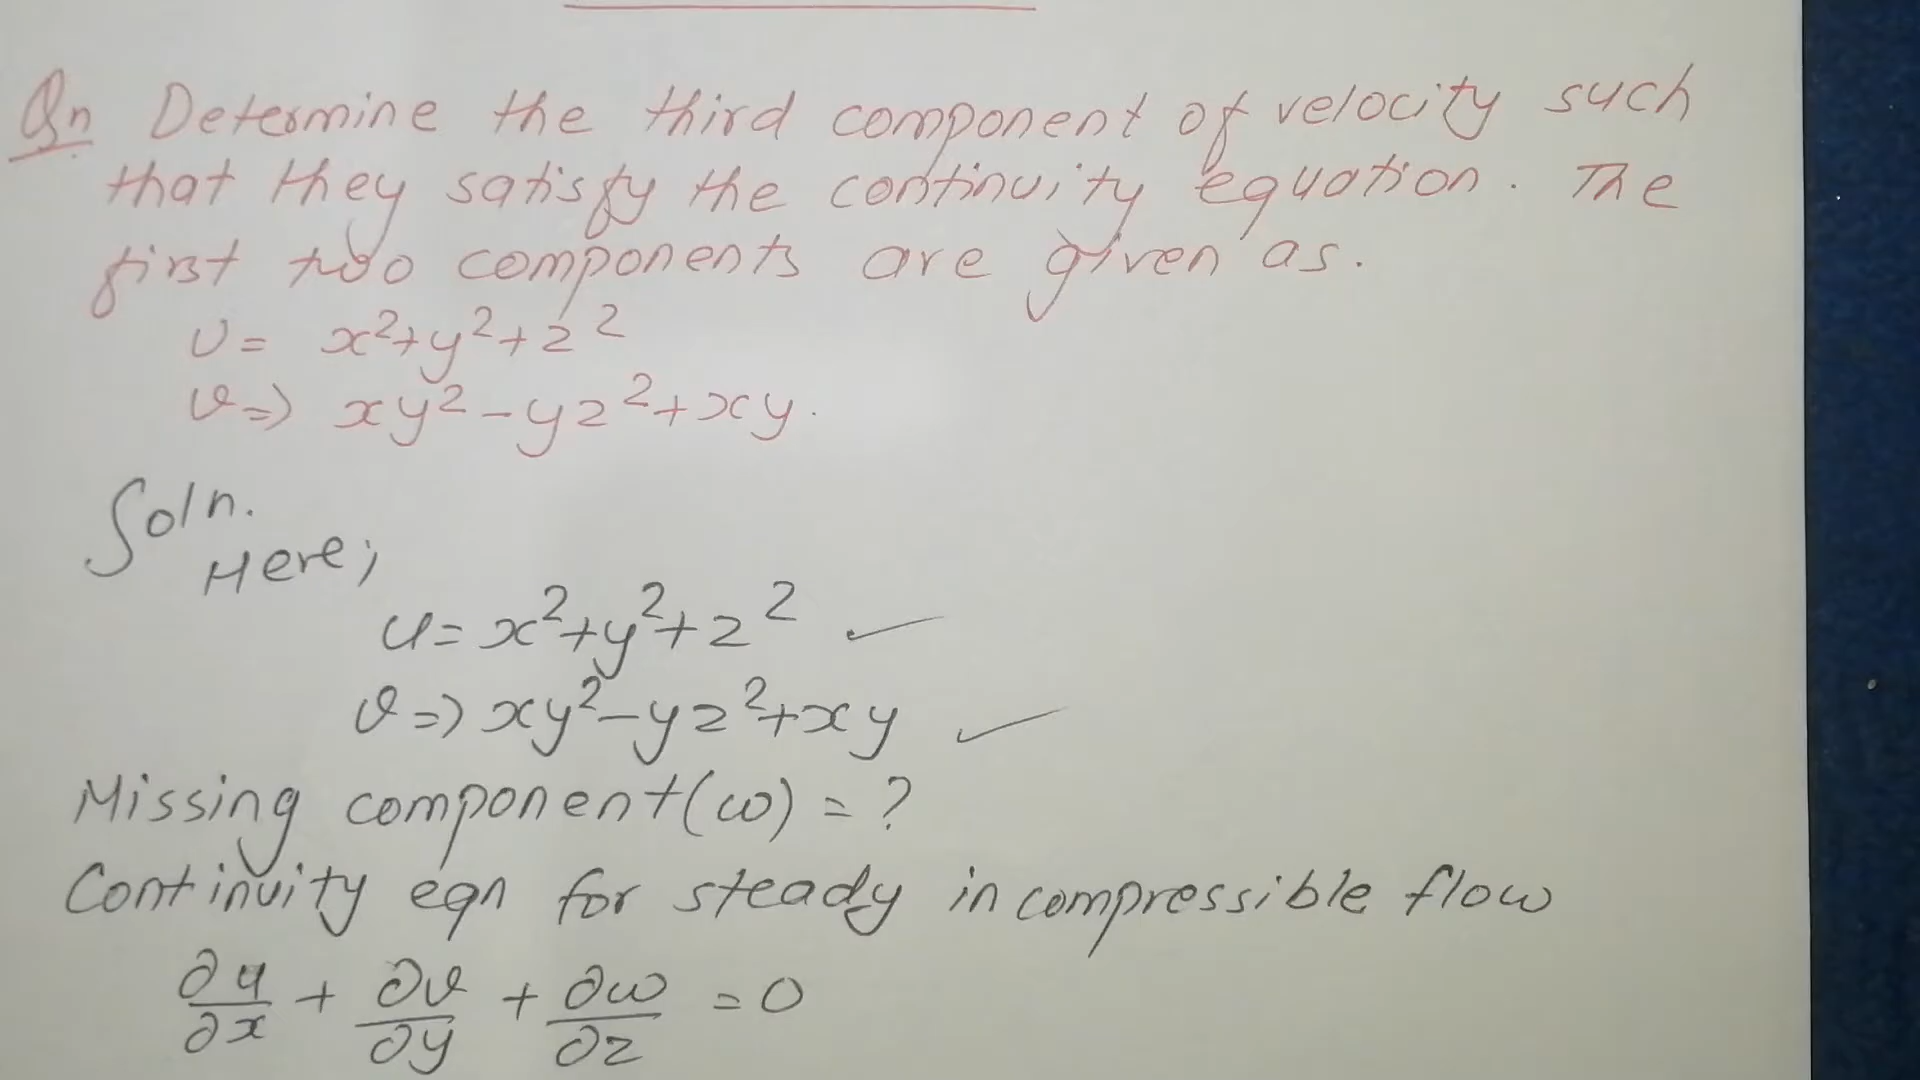 Qn Determine the third component of velocity such
that they satisfy the continuity equation. The
first two components are given as.
U = x²+y²+z²
v => xy²-yz²+xy.
Soln.
Here;
u = x²+y²+z² ✓
v => xy²-yz²+xy ✓
Missing component(w) = ?
Continuity eqn for steady incompressible flow
∂u/∂x + ∂v/∂y + ∂w/∂z = 0